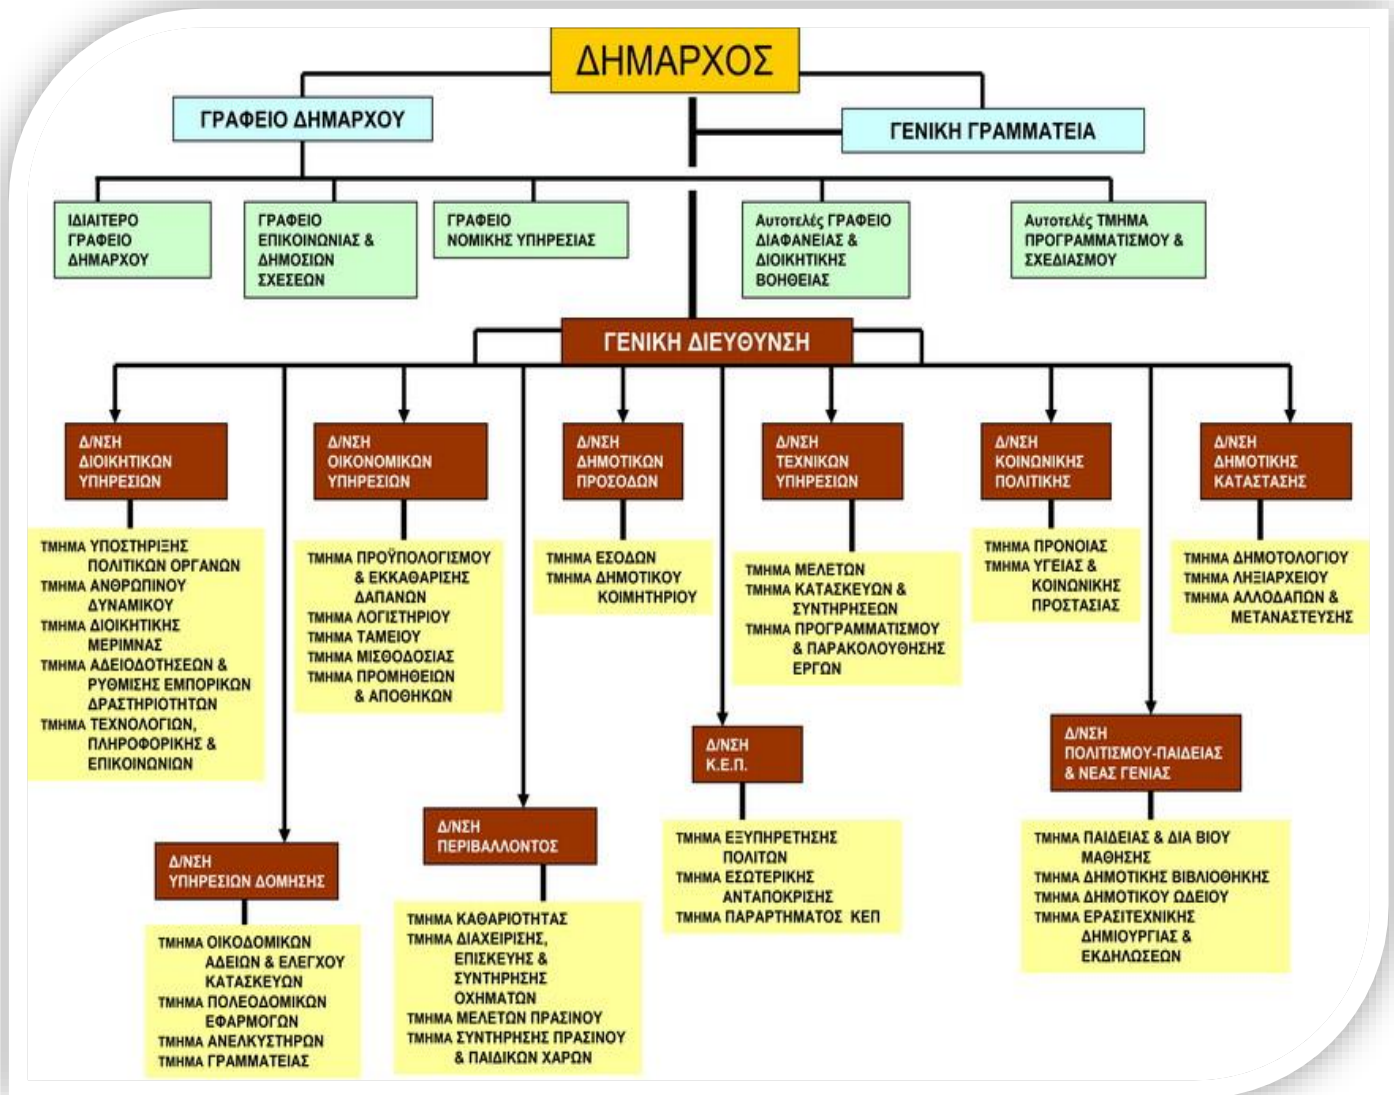 ΔΗΜΑΡΧΟΣ
ΓΡΑΦΕΙΟ ΔΗΜΑΡΧΟΥ
ΓΕΝΙΚΗ ΓΡΑΜΜΑΤΕΙΑ
ΙΔΙΑΙΤΕΡΟ
ΓΡΑΦΕΙΟ
ΔΗΜΑΡΧΟΥ
ΓΡΑΦΕΙΟ
ΕΠΙΚΟΙΝΩΝΙΑΣ &
ΔΗΜΟΣΙΩΝ
ΣΧΕΣΕΩΝ
ΓΡΑΦΕΙΟ
ΝΟΜΙΚΗΣ ΥΠΗΡΕΣΙΑΣ
Αυτοτελές ΓΡΑΦΕΙΟ
ΔΙΑΦΑΝΕΙΑΣ &
ΔΙΟΙΚΗΤΙΚΗΣ
ΒΟΗΘΕΙΑΣ
Αυτοτελές ΤΜΗΜΑ
ΠΡΟΓΡΑΜΜΑΤΙΣΜΟΥ &
ΣΧΕΔΙΑΣΜΟΥ
ΓΕΝΙΚΗ ΔΙΕΥΘΥΝΣΗ
Δ/ΝΣΗ
ΔΙΟΙΚΗΤΙΚΩΝ
ΥΠΗΡΕΣΙΩΝ
ΤΜΗΜΑ ΥΠΟΣΤΗΡΙΞΗΣ
ΠΟΛΙΤΙΚΩΝ ΟΡΓΑΝΩΝ
ΤΜΗΜΑ ΑΝΘΡΩΠΙΝΟΥ
ΔΥΝΑΜΙΚΟΥ
ΤΜΗΜΑ ΔΙΟΙΚΗΤΙΚΗΣ
ΜΕΡΙΜΝΑΣ
ΤΜΗΜΑ ΑΔΕΙΟΔΟΤΗΣΕΩΝ &
ΡΥΘΜΙΣΗΣ ΕΜΠΟΡΙΚΩΝ
ΔΡΑΣΤΗΡΙΟΤΗΤΩΝ
ΤΜΗΜΑ ΤΕΧΝΟΛΟΓΙΩΝ,
ΠΛΗΡΟΦΟΡΙΚΗΣ &
ΕΠΙΚΟΙΝΩΝΙΩΝ
Δ/ΝΣΗ
ΟΙΚΟΝΟΜΙΚΩΝ
ΥΠΗΡΕΣΙΩΝ
ΤΜΗΜΑ ΠΡΟΫΠΟΛΟΓΙΣΜΟΥ
& ΕΚΚΑΘΑΡΙΣΗΣ
ΔΑΠΑΝΩΝ
ΤΜΗΜΑ ΛΟΓΙΣΤΗΡΙΟΥ
ΤΜΗΜΑ ΤΑΜΕΙΟΥ
ΤΜΗΜΑ ΜΙΣΘΟΔΟΣΙΑΣ
ΤΜΗΜΑ ΠΡΟΜΗΘΕΙΩΝ
& ΑΠΟΘΗΚΩΝ
Δ/ΝΣΗ
ΔΗΜΟΤΙΚΩΝ
ΠΡΟΣΟΔΩΝ
ΤΜΗΜΑ ΕΣΟΔΩΝ
ΤΜΗΜΑ ΔΗΜΟΤΙΚΟΥ
ΚΟΙΜΗΤΗΡΙΟΥ
Δ/ΝΣΗ
ΤΕΧΝΙΚΩΝ
ΥΠΗΡΕΣΙΩΝ
ΤΜΗΜΑ ΜΕΛΕΤΩΝ
ΤΜΗΜΑ ΚΑΤΑΣΚΕΥΩΝ &
ΣΥΝΤΗΡΗΣΕΩΝ
ΤΜΗΜΑ ΠΡΟΓΡΑΜΜΑΤΙΣΜΟΥ
& ΠΑΡΑΚΟΛΟΥΘΗΣΗΣ
ΕΡΓΩΝ
Δ/ΝΣΗ
ΚΟΙΝΩΝΙΚΗΣ
ΠΟΛΙΤΙΚΗΣ
ΤΜΗΜΑ ΠΡΟΝΟΙΑΣ
ΤΜΗΜΑ ΥΓΕΙΑΣ &
ΚΟΙΝΩΝΙΚΗΣ
ΠΡΟΣΤΑΣΙΑΣ
Δ/ΝΣΗ
ΔΗΜΟΤΙΚΗΣ
ΚΑΤΑΣΤΑΣΗΣ
ΤΜΗΜΑ ΔΗΜΟΤΟΛΟΓΙΟΥ
ΤΜΗΜΑ ΛΗΞΙΑΡΧΕΙΟΥ
ΤΜΗΜΑ ΑΛΛΟΔΑΠΩΝ &
ΜΕΤΑΝΑΣΤΕΥΣΗΣ
Δ/ΝΣΗ
ΥΠΗΡΕΣΙΩΝ ΔΟΜΗΣΗΣ
ΤΜΗΜΑ ΟΙΚΟΔΟΜΙΚΩΝ
ΑΔΕΙΩΝ & ΕΛΕΓΧΟΥ
ΚΑΤΑΣΚΕΥΩΝ
ΤΜΗΜΑ ΠΟΛΕΟΔΟΜΙΚΩΝ
ΕΦΑΡΜΟΓΩΝ
ΤΜΗΜΑ ΑΝΕΛΚΥΣΤΗΡΩΝ
ΤΜΗΜΑ ΓΡΑΜΜΑΤΕΙΑΣ
Δ/ΝΣΗ
ΠΕΡΙΒΑΛΛΟΝΤΟΣ
ΤΜΗΜΑ ΚΑΘΑΡΙΟΤΗΤΑΣ
ΤΜΗΜΑ ΔΙΑΧΕΙΡΙΣΗΣ,
ΕΠΙΣΚΕΥΗΣ &
ΣΥΝΤΗΡΗΣΗΣ
ΟΧΗΜΑΤΩΝ
ΤΜΗΜΑ ΜΕΛΕΤΩΝ ΠΡΑΣΙΝΟΥ
ΤΜΗΜΑ ΣΥΝΤΗΡΗΣΗΣ ΠΡΑΣΙΝΟΥ
& ΠΑΙΔΙΚΩΝ ΧΑΡΩΝ
Δ/ΝΣΗ
Κ.Ε.Π.
ΤΜΗΜΑ ΕΞΥΠΗΡΕΤΗΣΗΣ
ΠΟΛΙΤΩΝ
ΤΜΗΜΑ ΕΣΩΤΕΡΙΚΗΣ
ΑΝΤΑΠΟΚΡΙΣΗΣ
ΤΜΗΜΑ ΠΑΡΑΡΤΗΜΑΤΟΣ ΚΕΠ
Δ/ΝΣΗ
ΠΟΛΙΤΙΣΜΟΥ-ΠΑΙΔΕΙΑΣ
& ΝΕΑΣ ΓΕΝΙΑΣ
ΤΜΗΜΑ ΠΑΙΔΕΙΑΣ & ΔΙΑ ΒΙΟΥ
ΜΑΘΗΣΗΣ
ΤΜΗΜΑ ΔΗΜΟΤΙΚΗΣ ΒΙΒΛΙΟΘΗΚΗΣ
ΤΜΗΜΑ ΔΗΜΟΤΙΚΟΥ ΩΔΕΙΟΥ
ΤΜΗΜΑ ΕΡΑΣΙΤΕΧΝΙΚΗΣ
ΔΗΜΙΟΥΡΓΙΑΣ &
ΕΚΔΗΛΩΣΕΩΝ